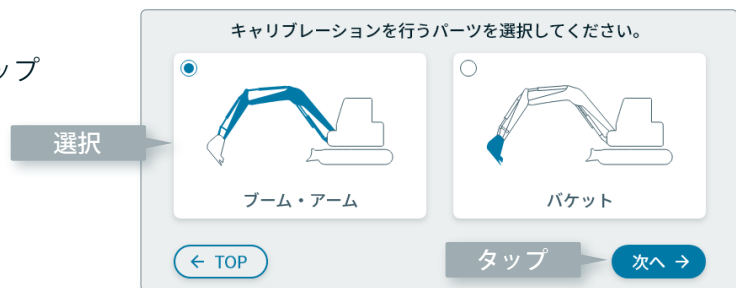 キャリブレーションを行うパーツを選択してください。
ップ
選択
ブーム・アーム
バケット
← TOP
タップ
次へ →